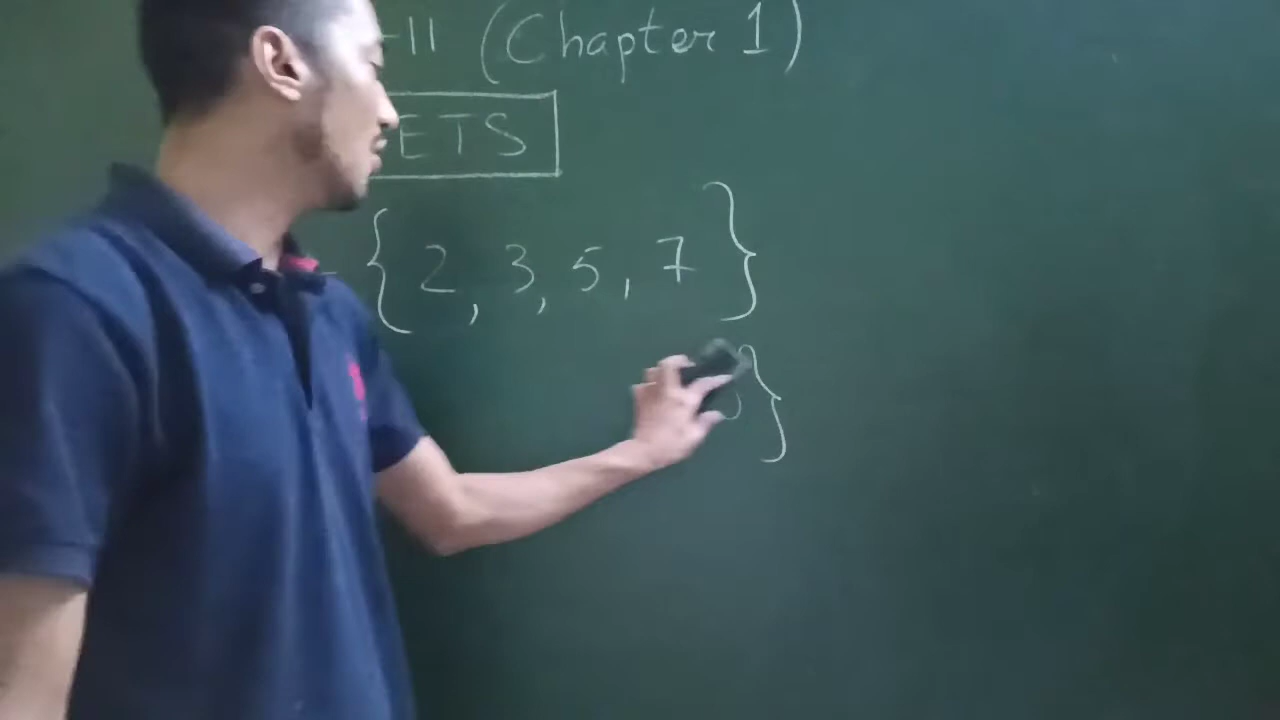 -11 (Chapter 1)
ETS
{ 2, 3, 5, 7 }
}